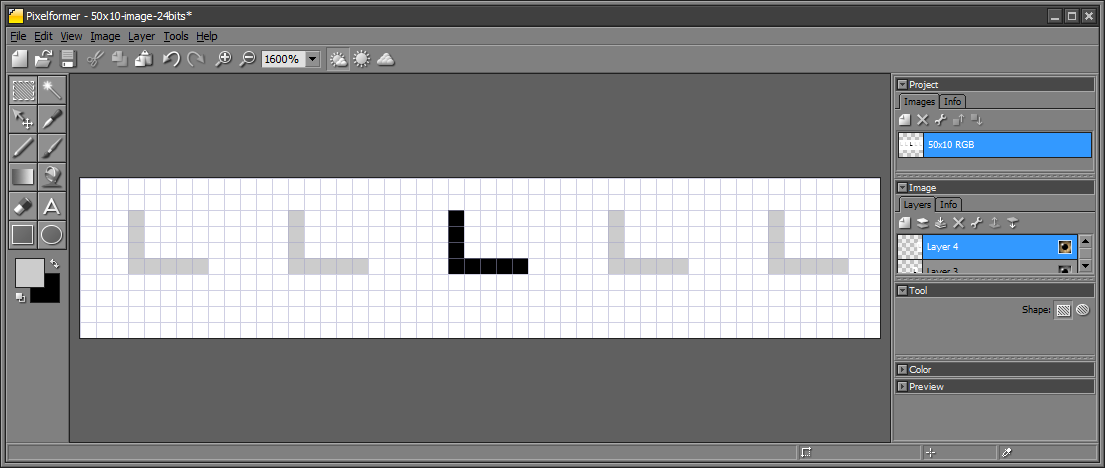 Pixelformer - 50x10-image-24bits*
File Edit View Image Layer Tools Help
1600%
Project
Images Info
50x10 RGB
Image
Layers Info
Layer 4
Layer 3
Tool
Shape:
Color
Preview